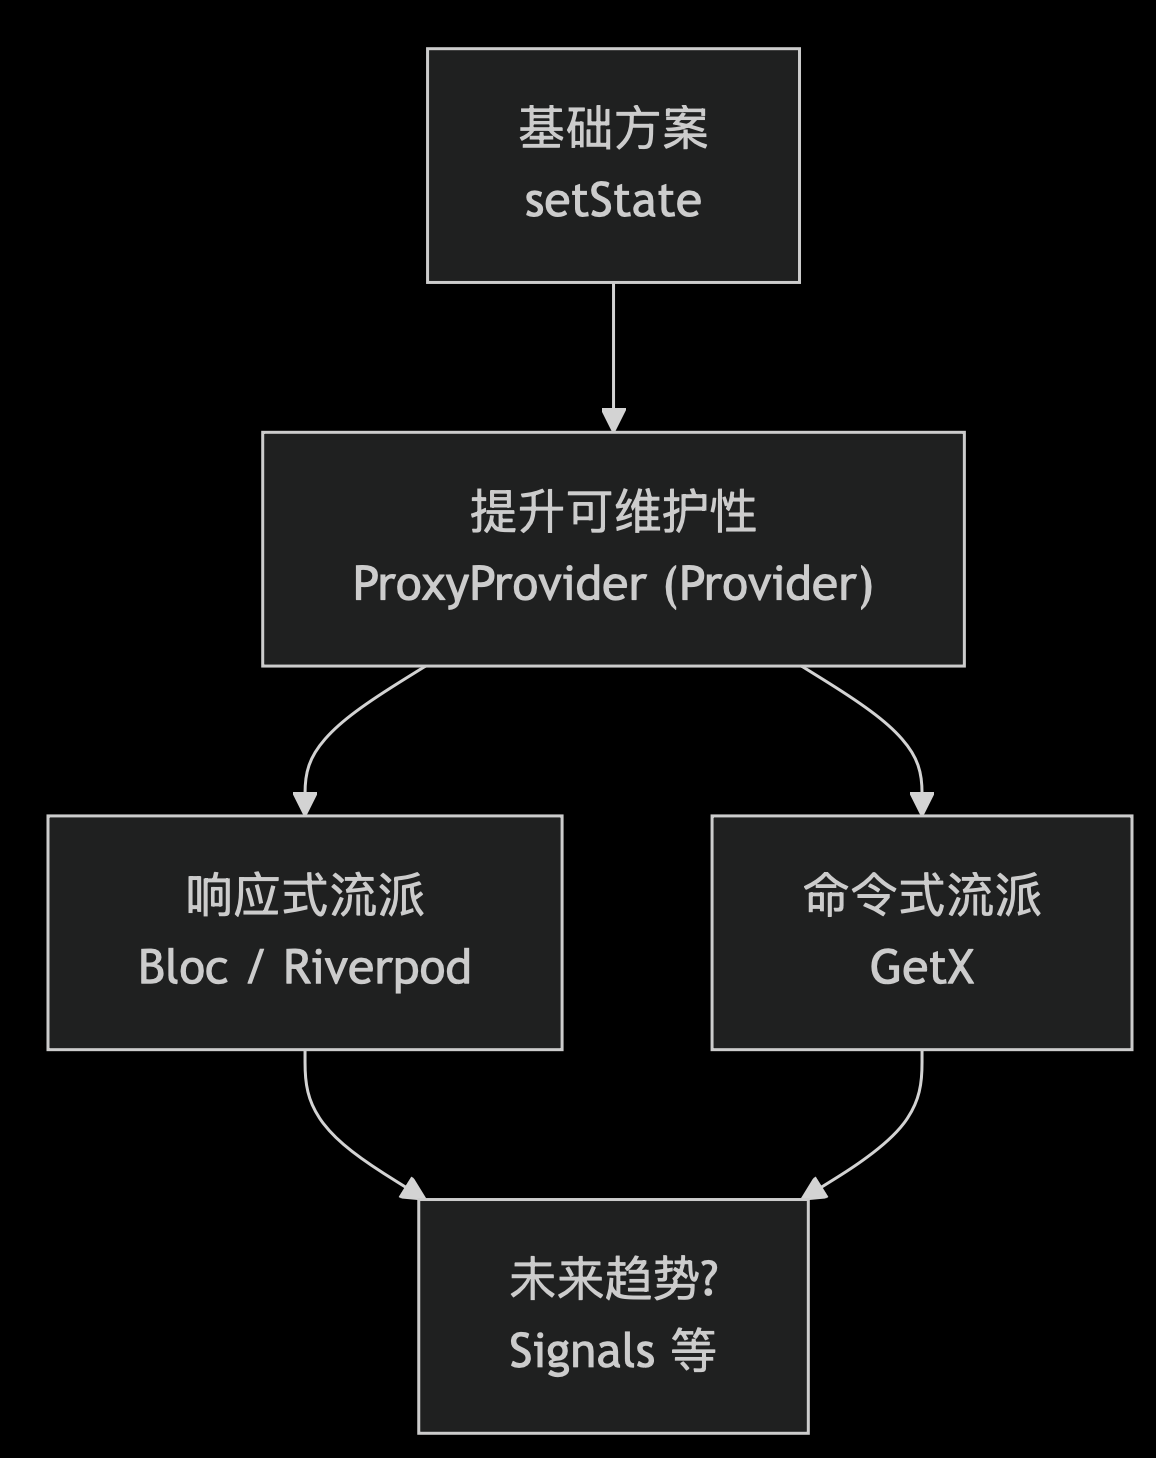 基础方案
setState
提升可维护性
ProxyProvider (Provider)
响应式流派
Bloc / Riverpod
命令式流派
GetX
未来趋势?
Signals 等